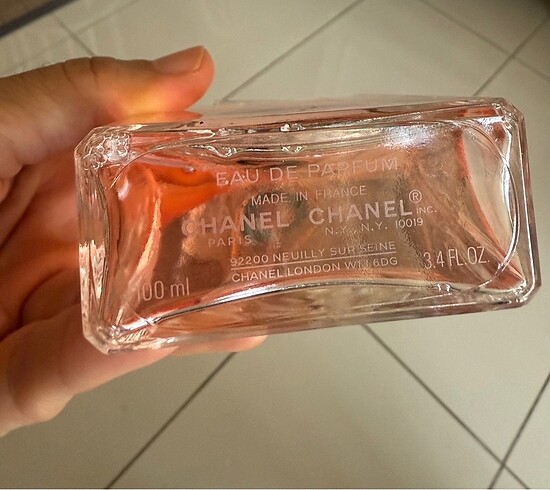 EAU DE PARFUM
MADE IN FRANCE
CHANEL CHANEL® INC.
PARIS N.Y., N.Y. 10019
92200 NEUILLY SUR SEINE
CHANEL LONDON W1J 6DG
100 ml 3.4 FL.OZ.